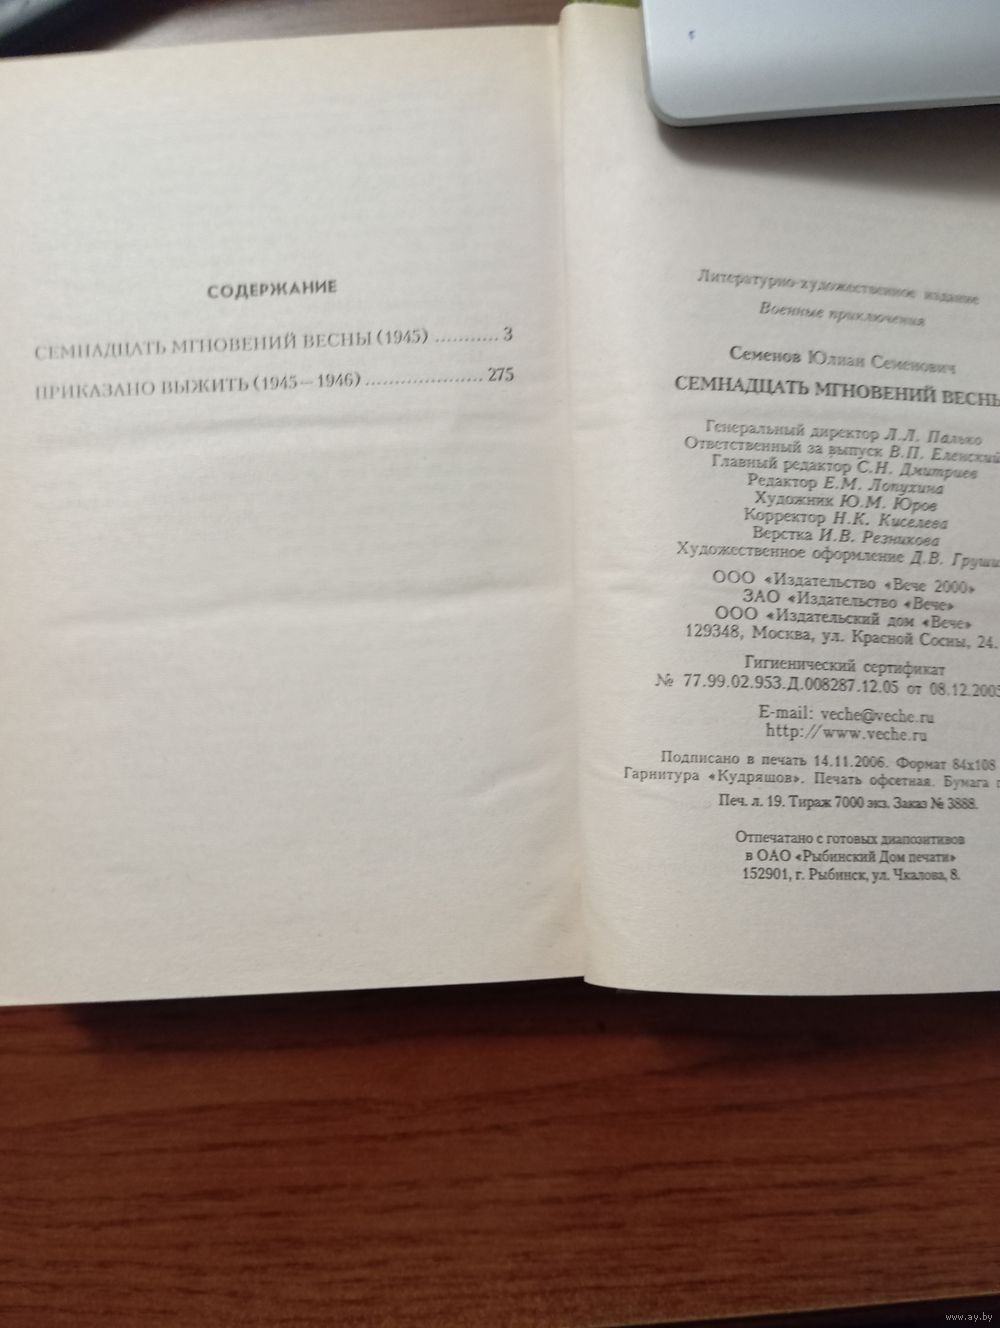 СОДЕРЖАНИЕ
СЕМНАДЦАТЬ МГНОВЕНИЙ ВЕСНЫ (1945) ........... 3
ПРИКАЗАНО ВЫЖИТЬ (1945—1946) ..................... 275
Литературно-художественное издание
Военные приключения
Семенов Юлиан Семенович
СЕМНАДЦАТЬ МГНОВЕНИЙ ВЕСНЫ
Генеральный директор Л.Л. Палько
Ответственный за выпуск В.П. Еленский
Главный редактор С.Н. Дмитриев
Редактор Е.М. Лопухина
Художник Ю.М. Юров
Корректор Н.К. Киселева
Верстка И.В. Резникова
Художественное оформление Д.В. Груши
ООО «Издательство «Вече 2000»
ЗАО «Издательство «Вече»
ООО «Издательский дом «Вече»
129348, Москва, ул. Красной Сосны, 24.
Гигиенический сертификат
№ 77.99.02.953.Д.008287.12.05 от 08.12.2005
E-mail: veche@veche.ru
http://www.veche.ru
Подписано в печать 14.11.2006. Формат 84х108
Гарнитура «Кудряшов». Печать офсетная. Бумага
Печ. л. 19. Тираж 7000 экз. Заказ № 3888.
Отпечатано с готовых диапозитивов
в ОАО «Рыбинский Дом печати»
152901, г. Рыбинск, ул. Чкалова, 8.
www.ay.by